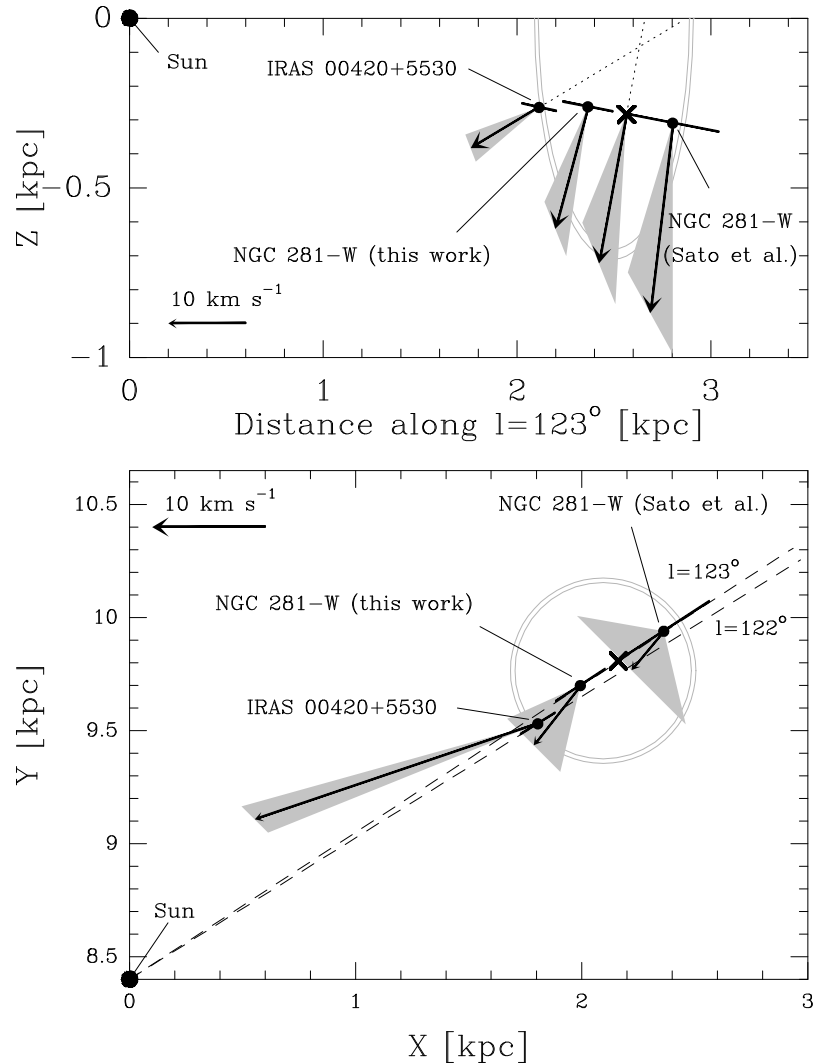 0
Sun
IRAS 00420+5530
Z [kpc]
−0.5
NGC 281−W
NGC 281−W (this work)
(Sato et al.)
10 km s⁻¹
−1
0
1
2
3
Distance along l=123° [kpc]
10.5
10 km s⁻¹
NGC 281−W (Sato et al.)
l=123°
NGC 281−W (this work)
10
l=122°
IRAS 00420+5530
Y [kpc]
9.5
9
Sun
8.5
0
1
2
3
X [kpc]